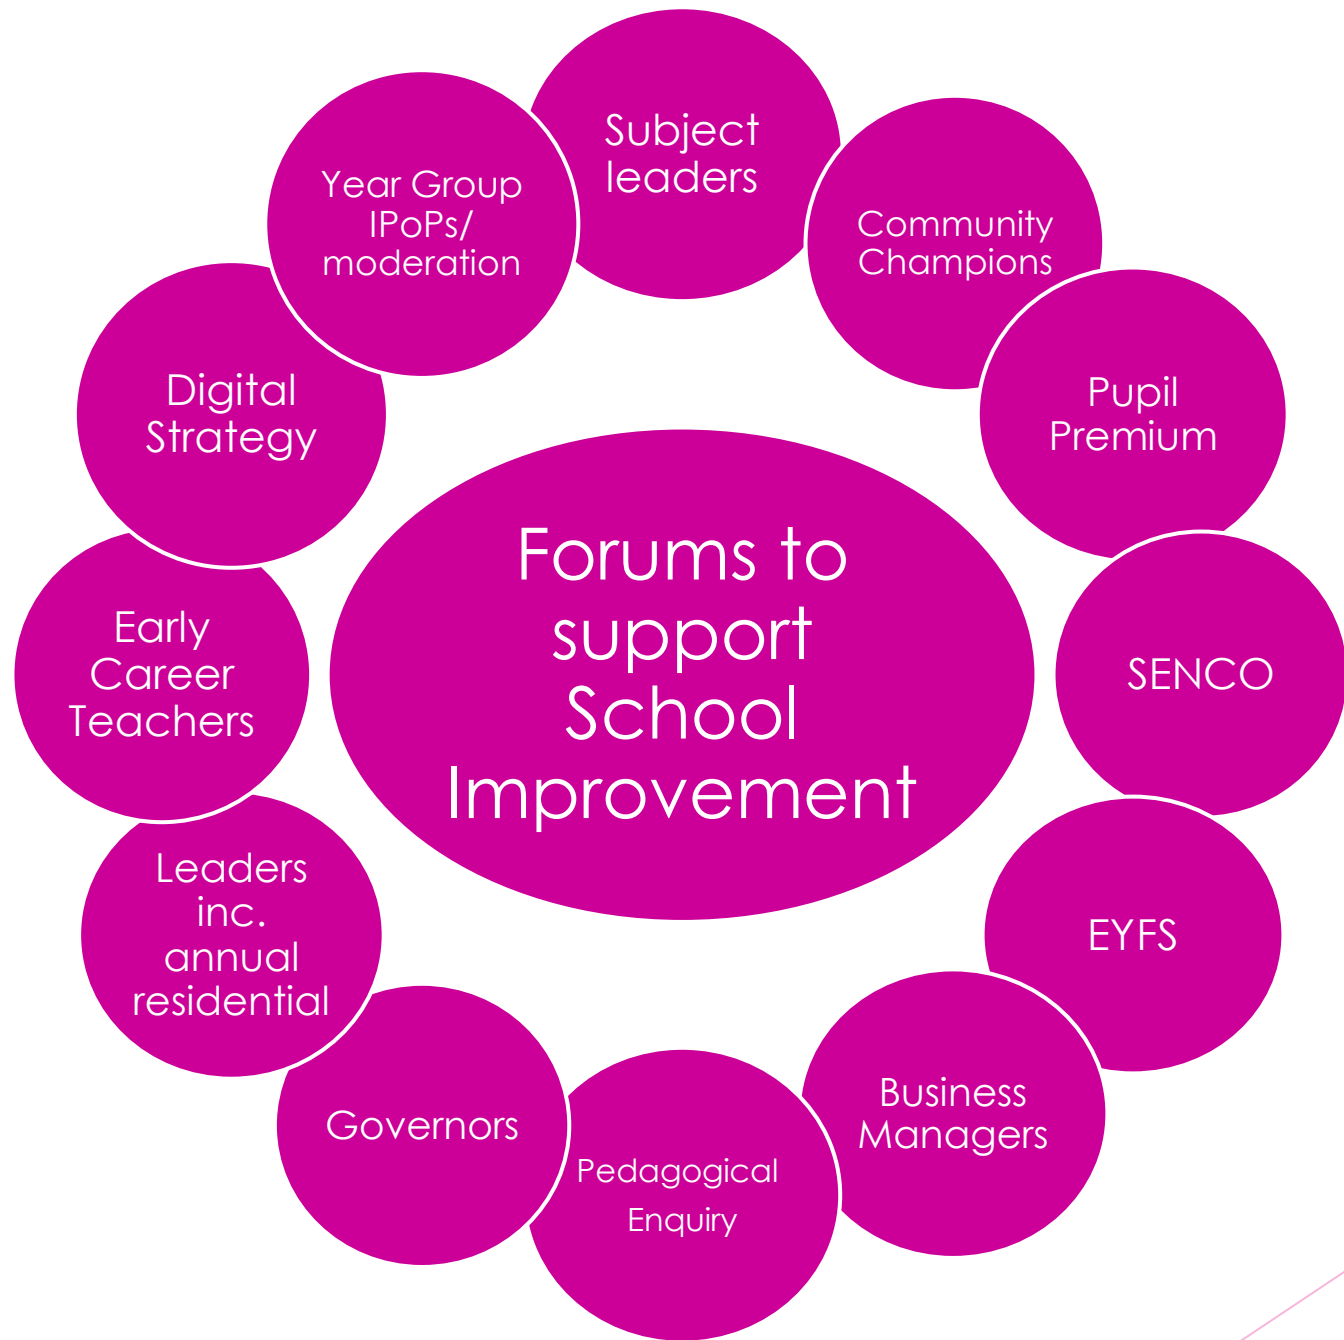 Subject
leaders
Community
Champions
Pupil
Premium
SENCO
EYFS
Business
Managers
Pedagogical
Enquiry
Governors
Leaders
inc.
annual
residential
Early
Career
Teachers
Digital
Strategy
Year Group
IPoPs/
moderation
Forums to
support
School
Improvement